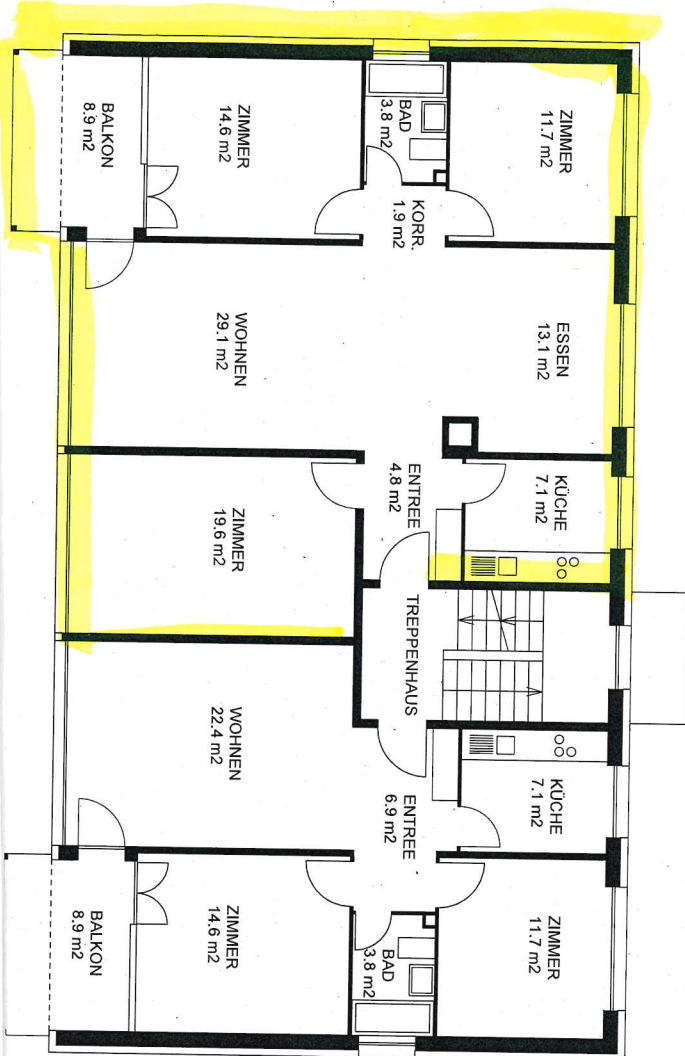 BALKON
8.9 m2
ZIMMER
14.6 m2
BAD
3.8 m2
ZIMMER
11.7 m2
KORR.
1.9 m2
WOHNEN
29.1 m2
ESSEN
13.1 m2
ZIMMER
19.6 m2
ENTREE
4.8 m2
KÜCHE
7.1 m2
TREPPENHAUS
WOHNEN
22.4 m2
ENTREE
6.9 m2
KÜCHE
7.1 m2
BALKON
8.9 m2
ZIMMER
14.6 m2
BAD
3.8 m2
ZIMMER
11.7 m2